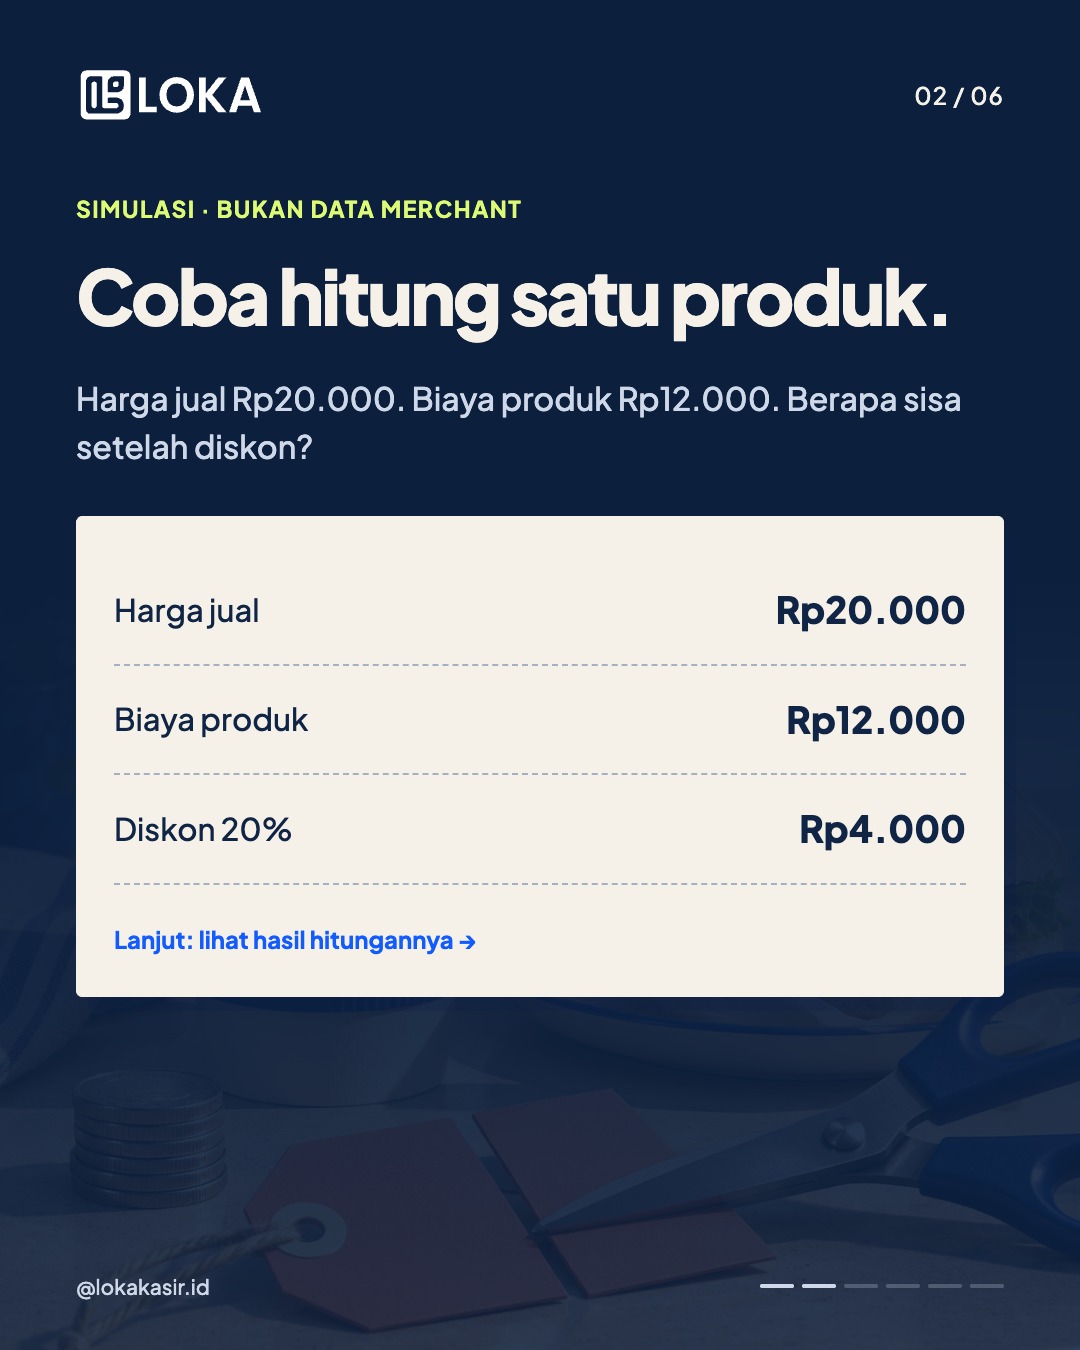 LOKA
02 / 06
SIMULASI · BUKAN DATA MERCHANT
Coba hitung satu produk.
Harga jual Rp20.000. Biaya produk Rp12.000. Berapa sisa
setelah diskon?
Harga jual Rp20.000
Biaya produk Rp12.000
Diskon 20% Rp4.000
Lanjut: lihat hasil hitungannya →
@lokakasir.id